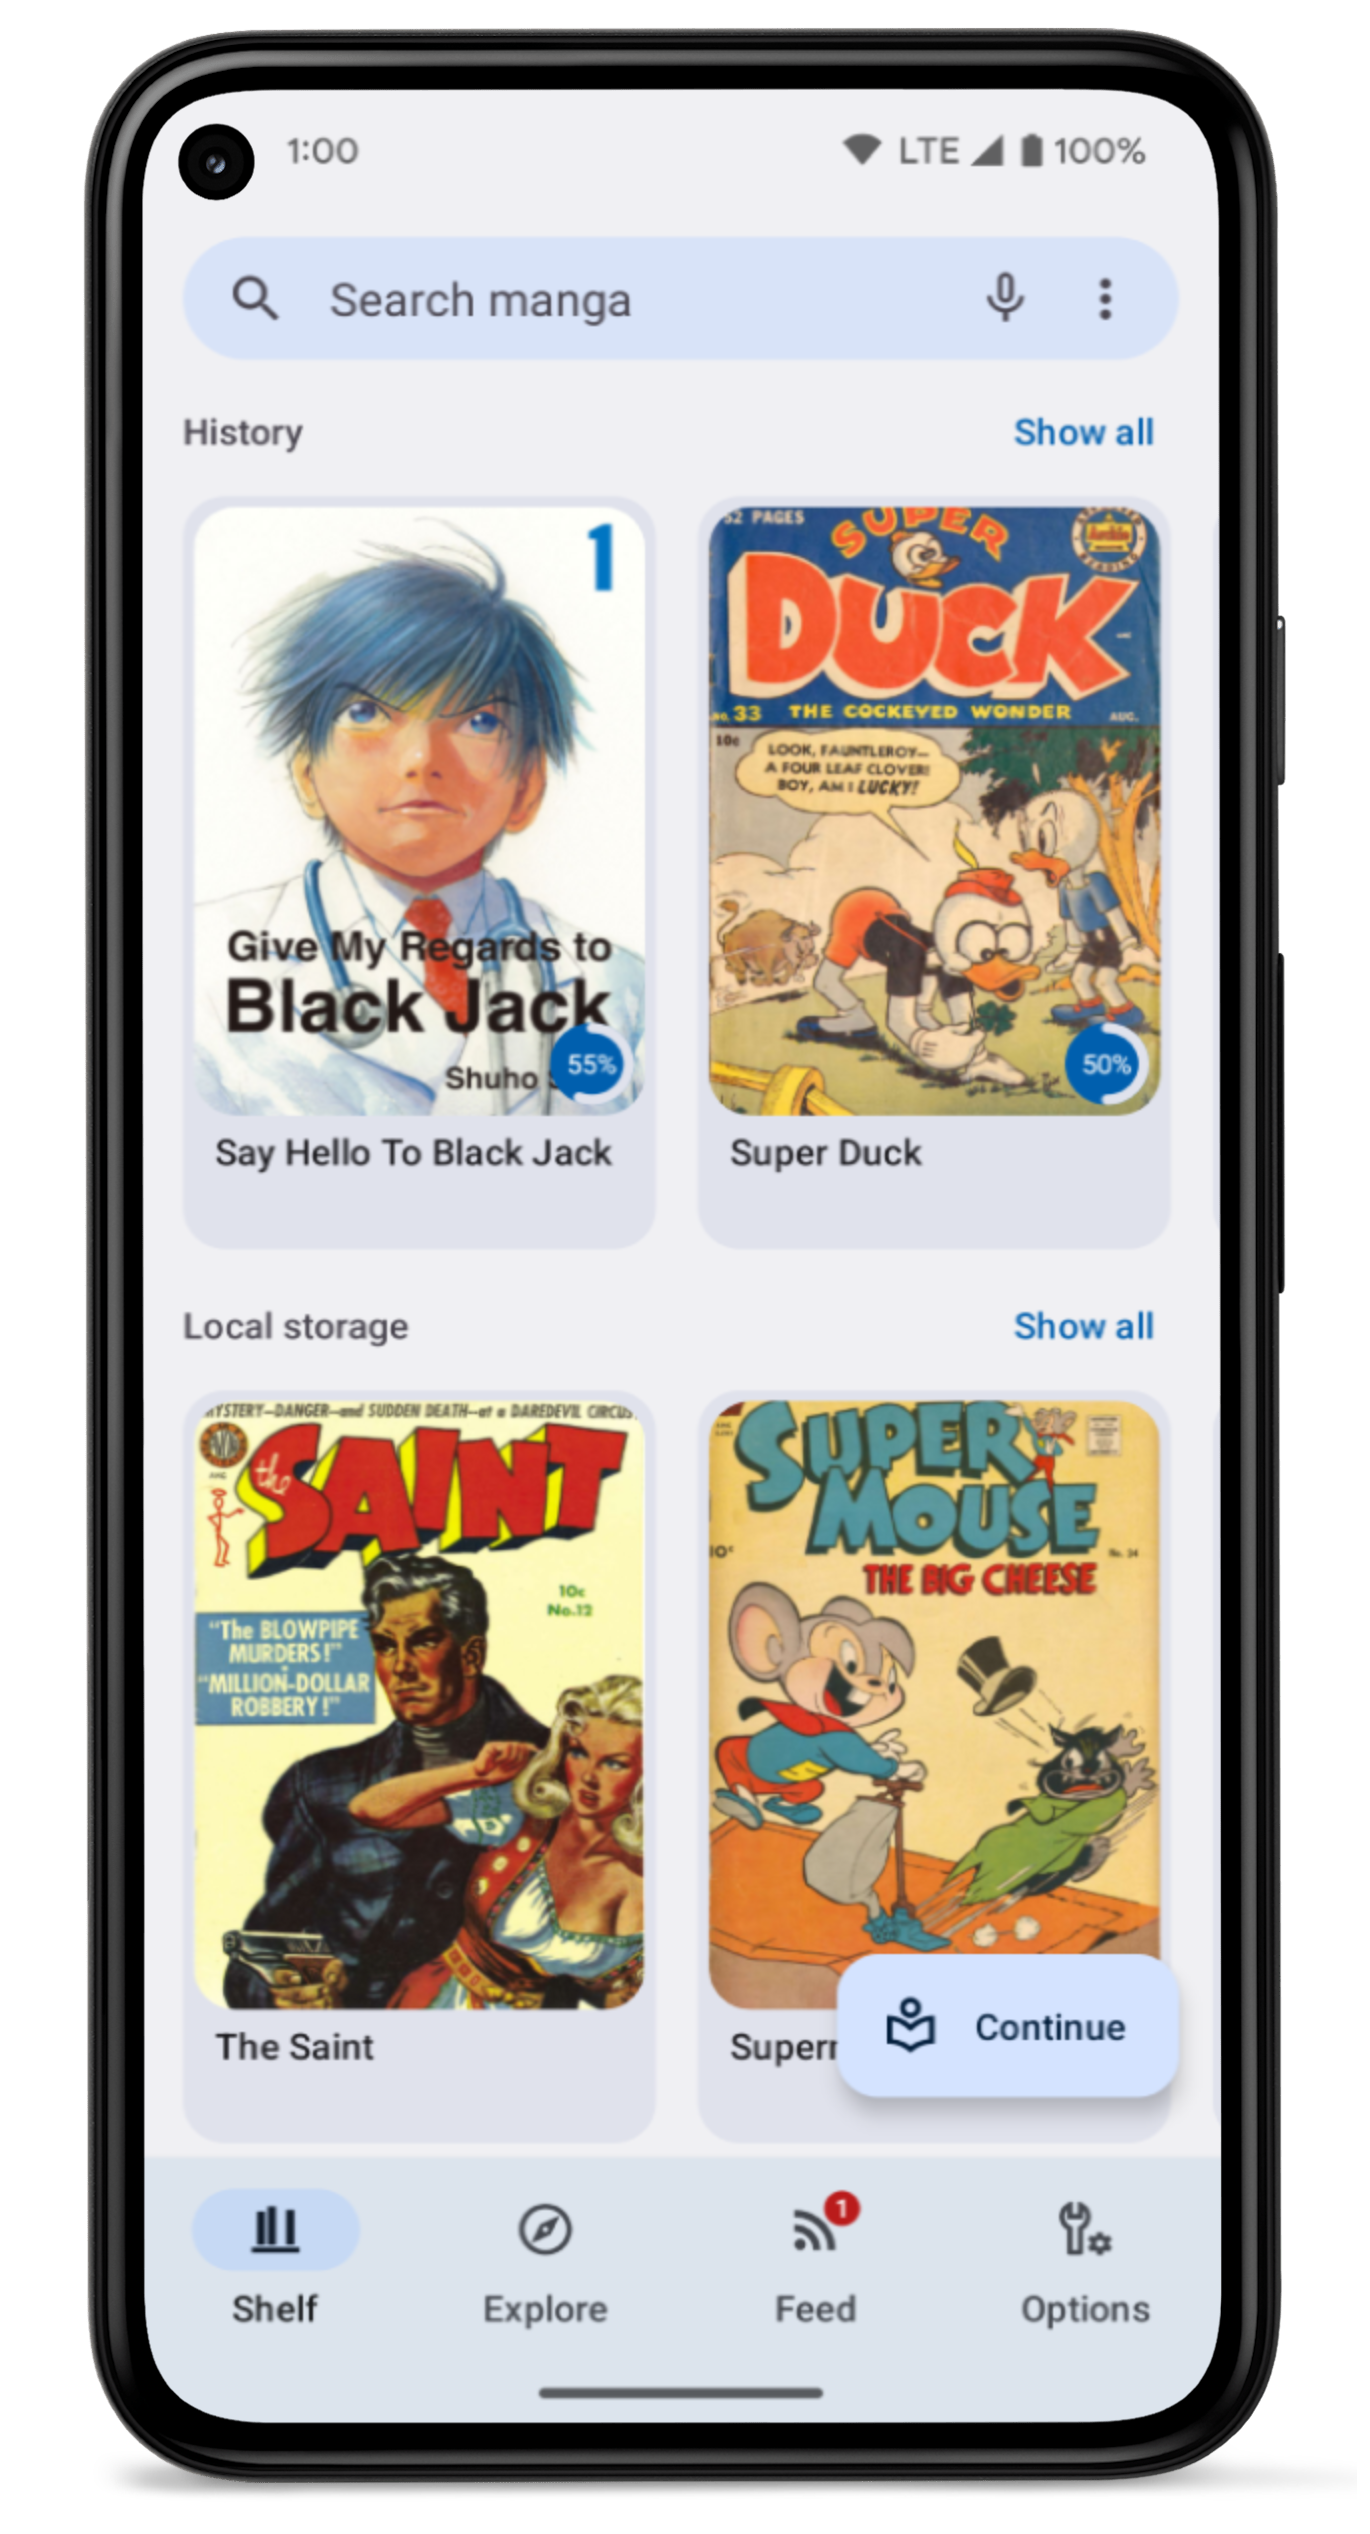 1:00
LTE 100%
Search manga
History
Show all
1
Give My Regards to
Black Jack
Shuho
55%
Say Hello To Black Jack
52 PAGES
SUPER
Archie
DUCK
NO. 33 THE COCKEYED WONDER AUG.
10¢
LOOK, FAUNTLEROY—
A FOUR LEAF CLOVER!
BOY, AM I LUCKY!
50%
Super Duck
Local storage
Show all
MYSTERY—DANGER—and SUDDEN DEATH—at a DAREDEVIL CIRCUS
the
SAINT
10¢
No.12
"The BLOWPIPE
MURDERS!"
"MILLION-DOLLAR
ROBBERY!"
The Saint
SUPER
MOUSE
10¢
No. 34
THE BIG CHEESE
Super
Continue
Shelf
Explore
1
Feed
Options